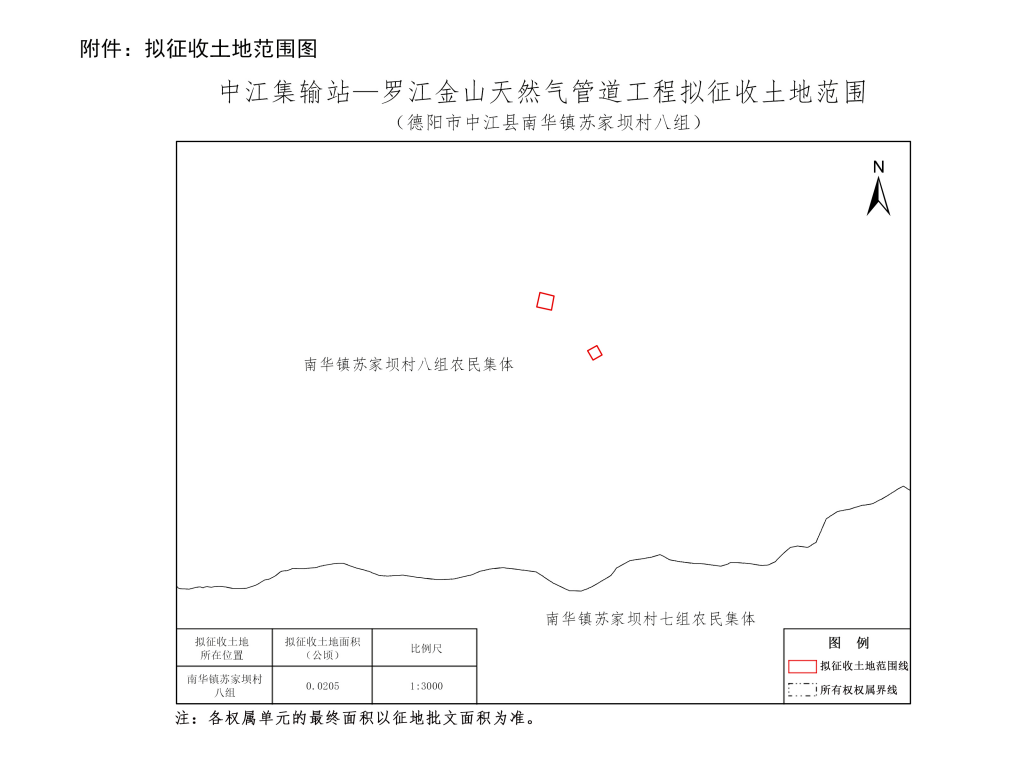 附件：拟征收土地范围图
中江集输站—罗江金山天然气管道工程拟征收土地范围
（德阳市中江县南华镇苏家坝村八组）
N
南华镇苏家坝村八组农民集体
南华镇苏家坝村七组农民集体
拟征收土地
所在位置
拟征收土地面积
（公顷）
比例尺
南华镇苏家坝村
八组
0.0205
1:3000
图 例
拟征收土地范围线
所有权权属界线
注：各权属单元的最终面积以征地批文面积为准。